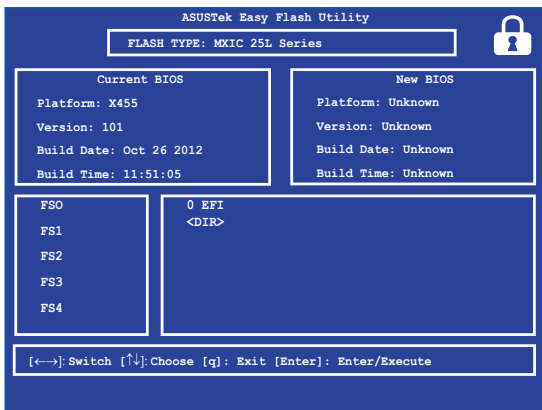 ASUSTek Easy Flash Utility
FLASH TYPE: MXIC 25L Series
Current BIOS
Platform: X455
Version: 101
Build Date: Oct 26 2012
Build Time: 11:51:05
New BIOS
Platform: Unknown
Version: Unknown
Build Date: Unknown
Build Time: Unknown
FSO
FS1
FS2
FS3
FS4
0 EFI
<DIR>
[←→]: Switch [↑↓]: Choose [q]: Exit [Enter]: Enter/Execute